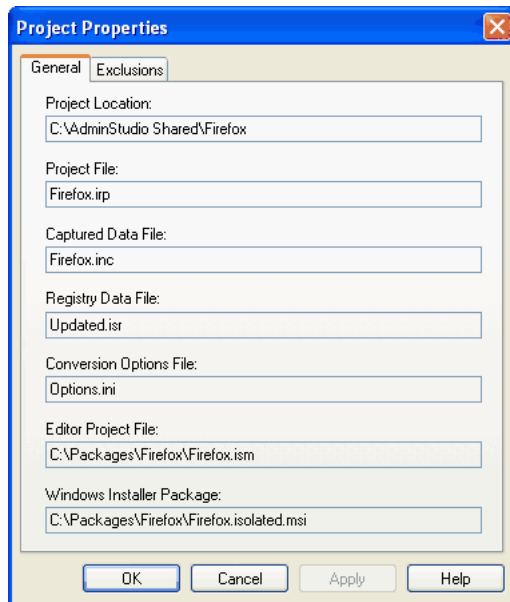 Project Properties
General Exclusions
Project Location:
C:\AdminStudio Shared\Firefox
Project File:
Firefox.irp
Captured Data File:
Firefox.inc
Registry Data File:
Updated.isr
Conversion Options File:
Options.ini
Editor Project File:
C:\Packages\Firefox\Firefox.ism
Windows Installer Package:
C:\Packages\Firefox\Firefox.isolated.msi
OK Cancel Apply Help